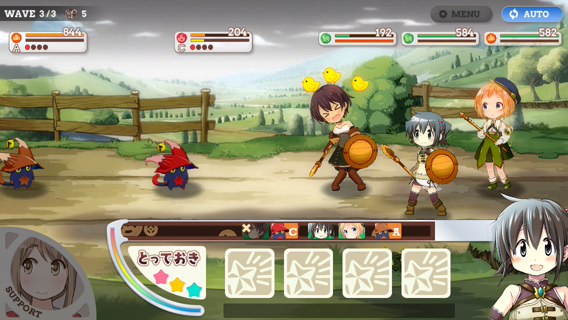 WAVE 3/3 5
MENU
AUTO
844
A
204
C
192
584
582
C
A
とっておき
SUPPORT